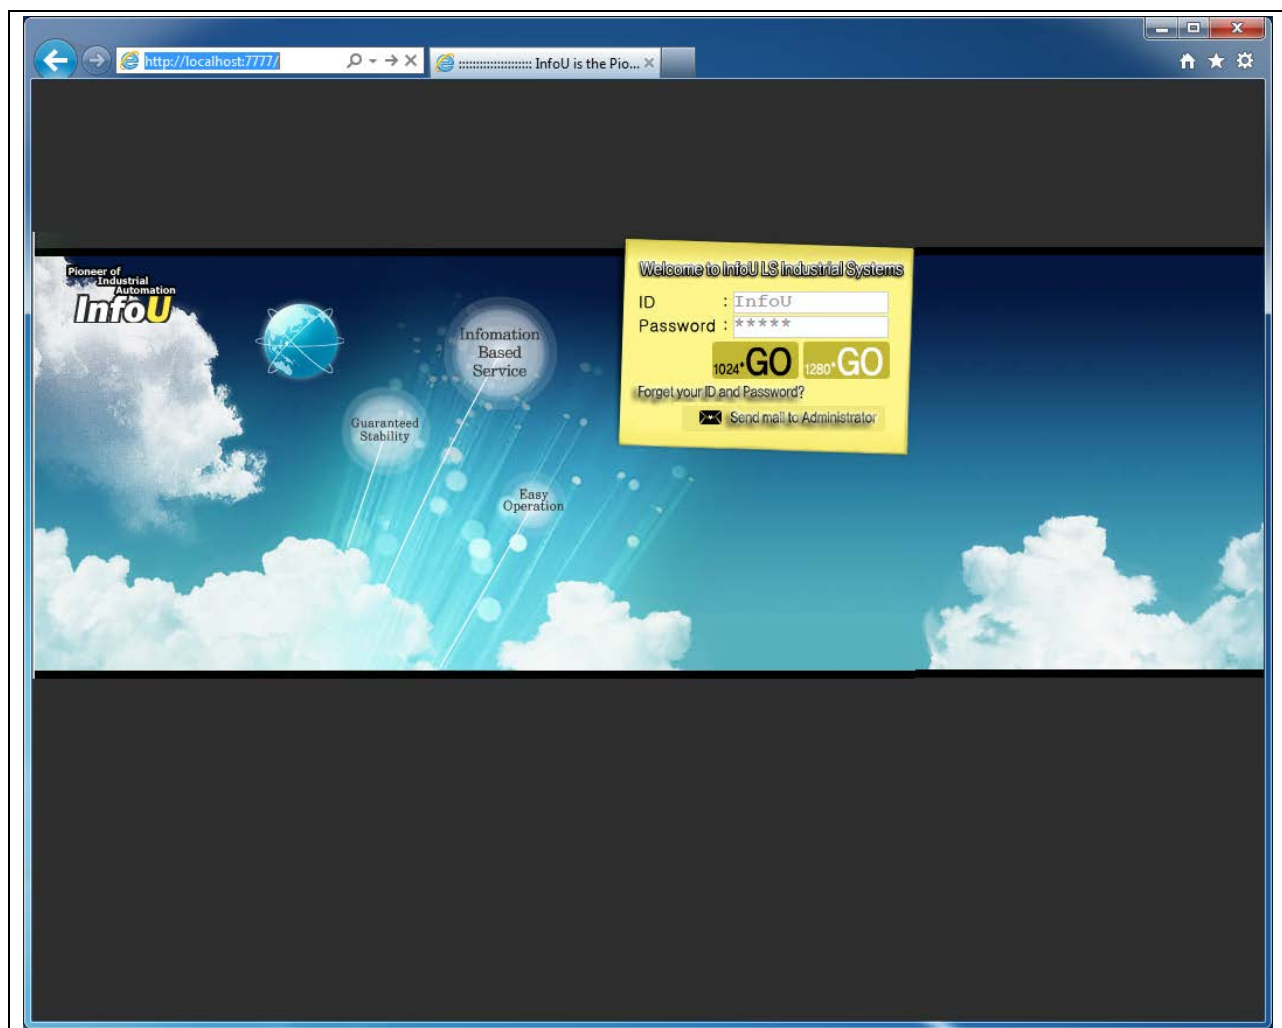 http://localhost:7777/
:::::::::::::::::::: InfoU is the Pio...
Pioneer of
Industrial
Automation
InfoU
Infomation
Based
Service
Guaranteed
Stability
Easy
Operation
Welcome to InfoU LS Industrial Systems
ID : InfoU
Password : *****
1024*GO 1280*GO
Forget your ID and Password?
Send mail to Administrator